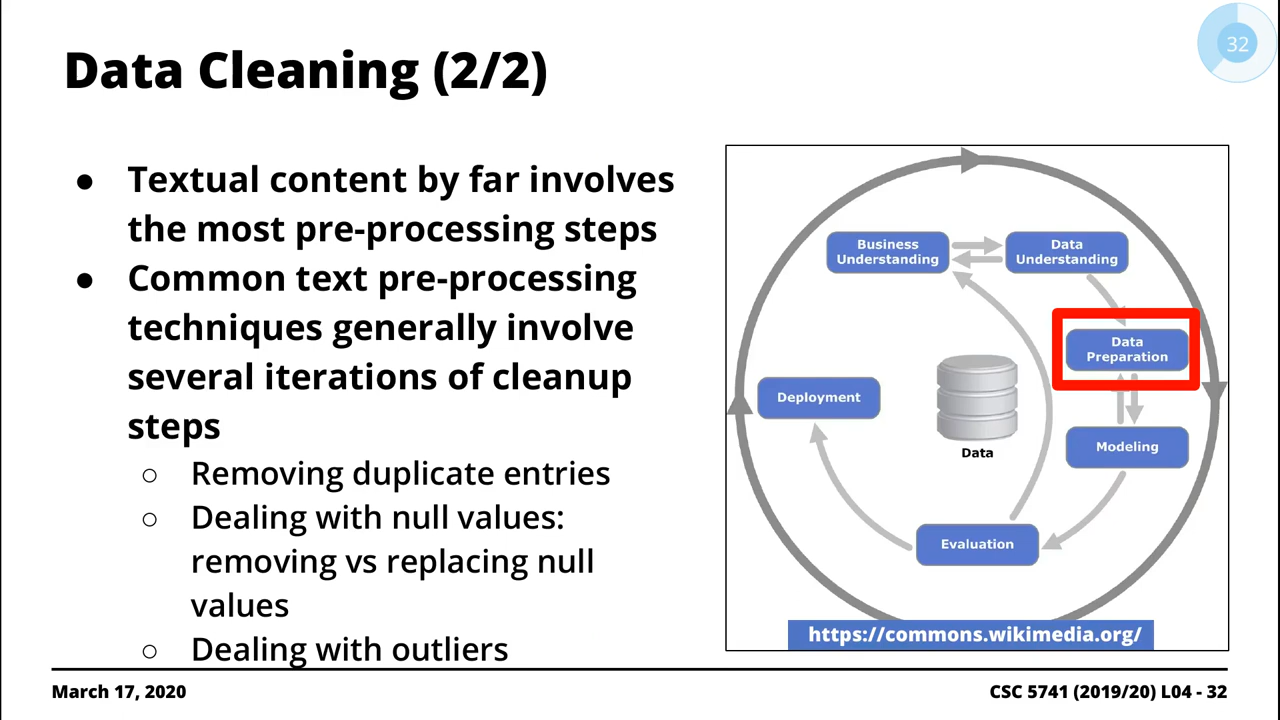 32
Data Cleaning (2/2)
● Textual content by far involves
the most pre-processing steps
● Common text pre-processing
techniques generally involve
several iterations of cleanup
steps
○ Removing duplicate entries
○ Dealing with null values:
removing vs replacing null
values
○ Dealing with outliers
Business
Understanding
Data
Understanding
Data
Preparation
Deployment
Data
Modeling
Evaluation
https://commons.wikimedia.org/
March 17, 2020
CSC 5741 (2019/20) L04 - 32